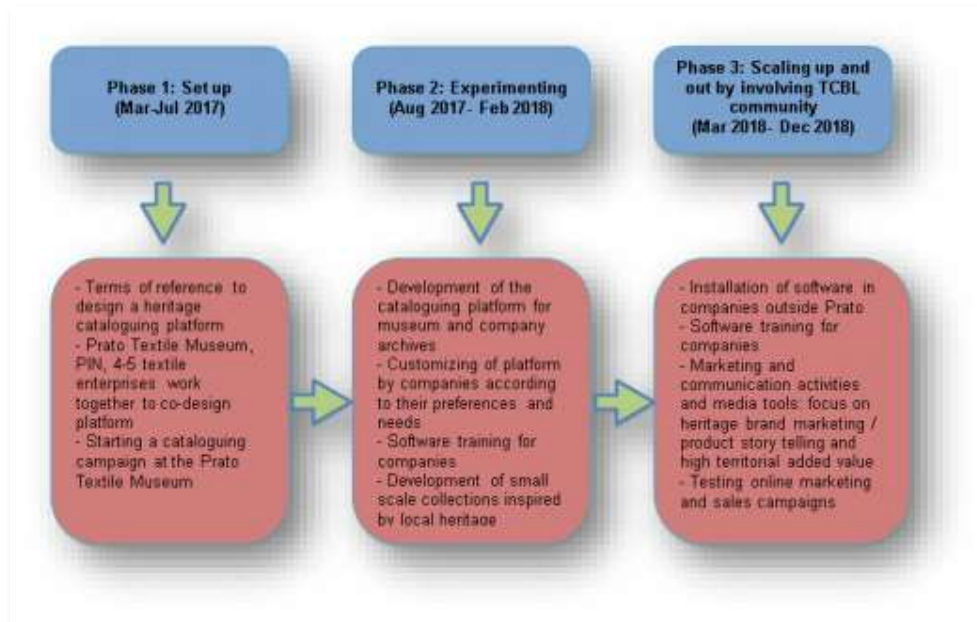 Phase 1: Set up
(Mar-Jul 2017)
- Terms of reference to
design a heritage
cataloguing platform
- Prato Textile Museum,
PIN, 4-5 textile
enterprises work
together to co-design
platform
- Starting a cataloguing
campaign at the Prato
Textile Museum
Phase 2: Experimenting
(Aug 2017- Feb 2018)
- Development of the
cataloguing platform for
museum and company
archives
- Customizing of platform
by companies according
to their preferences and
needs
- Software training for
companies
- Development of small
scale collections inspired
by local heritage
Phase 3: Scaling up and
out by involving TCBL
community
(Mar 2018- Dec 2018)
- Installation of software in
companies outside Prato
- Software training for
companies
- Marketing and
communication activities
and media tools: focus on
heritage brand marketing /
product story telling and
high territorial added value
- Testing online marketing
and sales campaigns